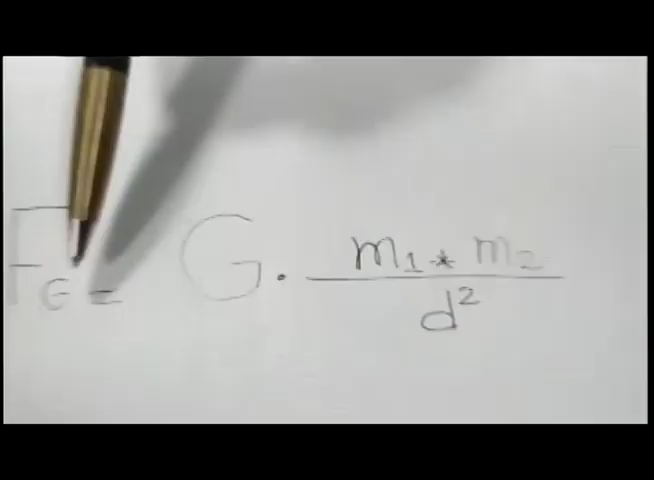 F_G = G · (m₁ * m₂) / d²